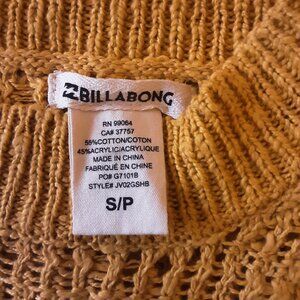 BILLABONG
RN 99064
CA# 37757
55%COTTON/COTON
45%ACRYLIC/ACRYLIQUE
MADE IN CHINA
FABRIQUÉ EN CHINE
PO# G7101B
STYLE# JV02GSHB
S/P